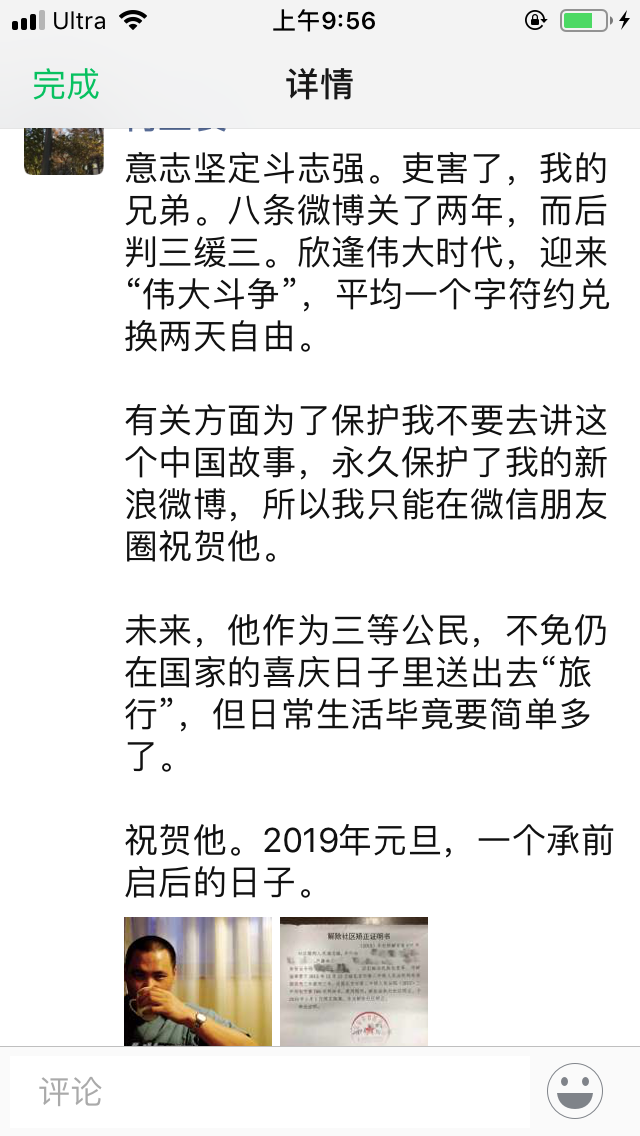 Ultra
上午9:56
完成
详情
意志坚定斗志强。吏害了，我的
兄弟。八条微博关了两年，而后
判三缓三。欣逢伟大时代，迎来
“伟大斗争”，平均一个字符约兑
换两天自由。
有关方面为了保护我不要去讲这
个中国故事，永久保护了我的新
浪微博，所以我只能在微信朋友
圈祝贺他。
未来，他作为三等公民，不免仍
在国家的喜庆日子里送出去“旅
行”，但日常生活毕竟要简单多
了。
祝贺他。2019年元旦，一个承前
启后的日子。
解除社区矫正证明书
评论